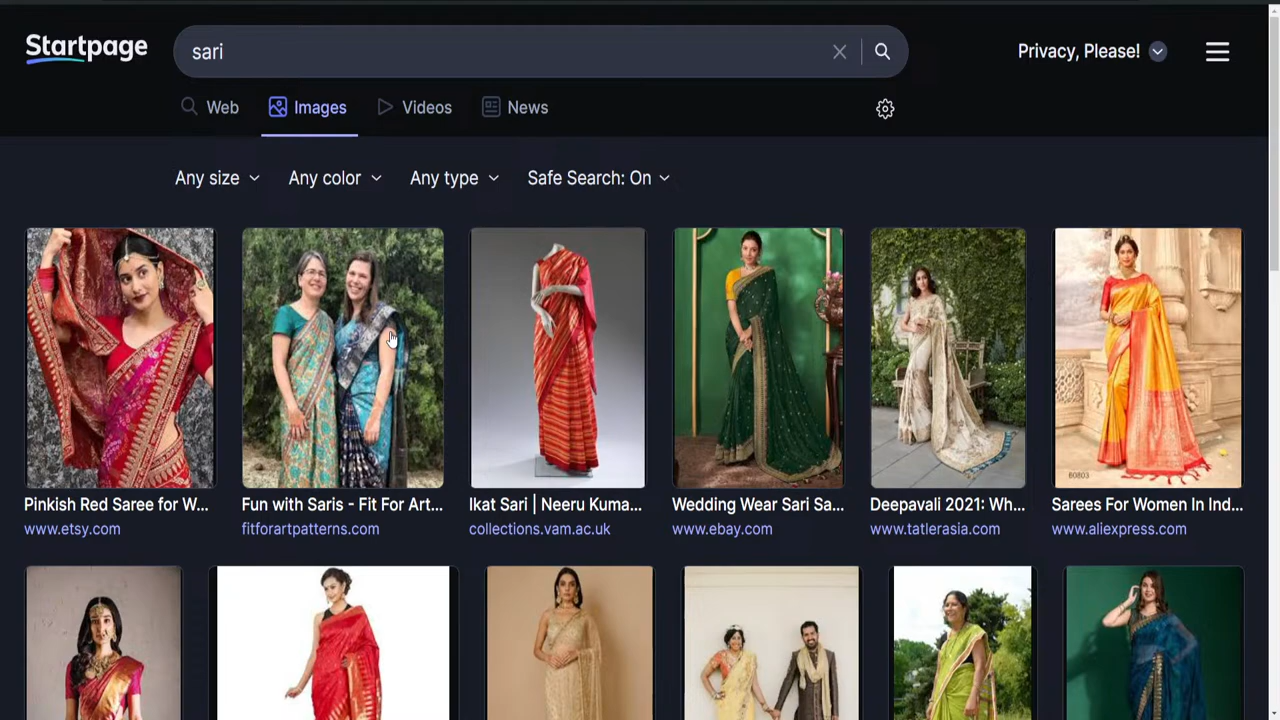 Startpage
sari
Privacy, Please!
Web
Images
Videos
News
Any size
Any color
Any type
Safe Search: On
B0803
Pinkish Red Saree for W...
Fun with Saris - Fit For Art...
Ikat Sari | Neeru Kuma...
Wedding Wear Sari Sa...
Deepavali 2021: Wh...
Sarees For Women In Ind...
www.etsy.com
fitforartpatterns.com
collections.vam.ac.uk
www.ebay.com
www.tatlerasia.com
www.aliexpress.com